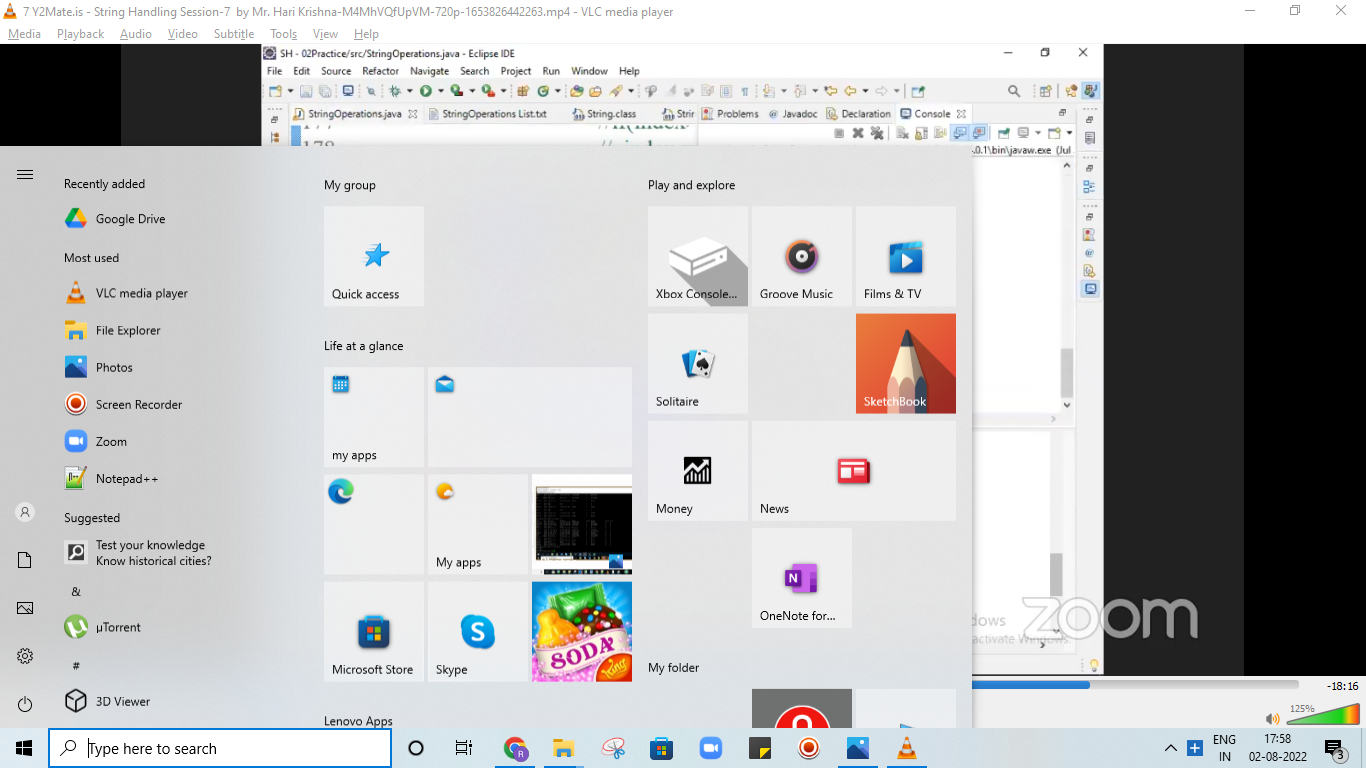 7 Y2Mate.is - String Handling Session-7 by Mr. Hari Krishna-M4MhVQfUpVM-720p-1653826442263.mp4 - VLC media player
Media Playback Audio Video Subtitle Tools View Help
SH - 02Practice/src/StringOperations.java - Eclipse IDE
File Edit Source Refactor Navigate Search Project Run Window Help
StringOperations.java StringOperations List.txt String.class Strir Problems Javadoc Declaration Console
4.0.1\bin\javaw.exe (Jul
Recently added
Google Drive
Most used
VLC media player
File Explorer
Photos
Screen Recorder
Zoom
Notepad++
Suggested
Test your knowledge
Know historical cities?
&
µTorrent
#
3D Viewer
My group
Quick access
Life at a glance
my apps
My apps
Microsoft Store
Skype
SODA
King
Lenovo Apps
Play and explore
Xbox Console...
Groove Music
Films & TV
Solitaire
SketchBook
Money
News
OneNote for...
My folder
zoom
dows
activate Windows
-18:16
125%
Type here to search
ENG
IN
17:58
02-08-2022
3